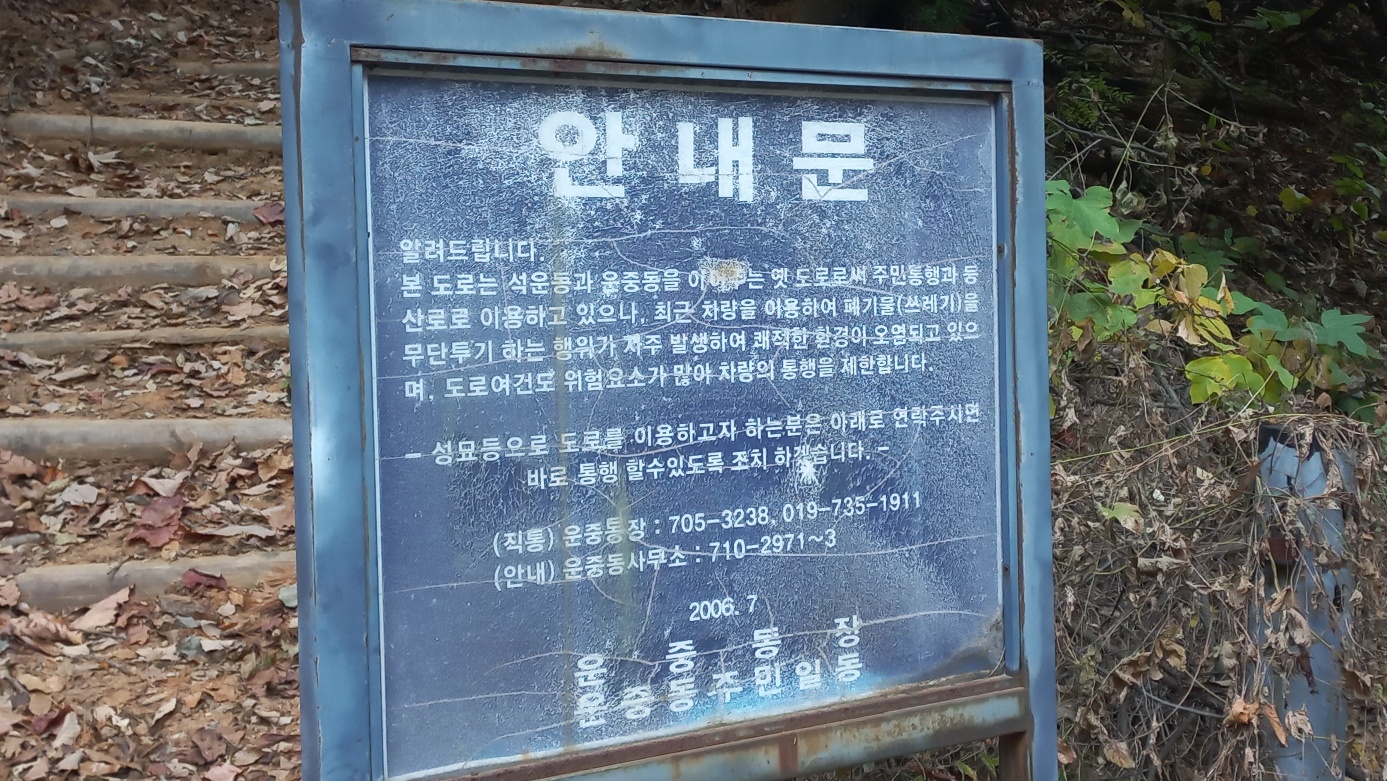 안내문
알려드립니다.
본 도로는 석운동과 운중동을 는 옛 도로로써 주민통행과 등
산로로 이용하고 있으나, 최근 차량을 이용하여 폐기물(쓰레기)을
무단투기 하는 행위가 자주 발생하여 쾌적한 환경이 오염되고 있으
며, 도로여건도 위험요소가 많아 차량의 통행을 제한합니다.
- 성묘등으로 도로를 이용하고자 하는분은 아래로 연락주시면
바로 통행 할수있도록 조치 하겠습니다. -
(직통) 운중통장 : 705-3238, 019-735-1911
(안내) 운중동사무소 : 710-2971~3
2006. 7
운 중 동 장
운중동주민일동